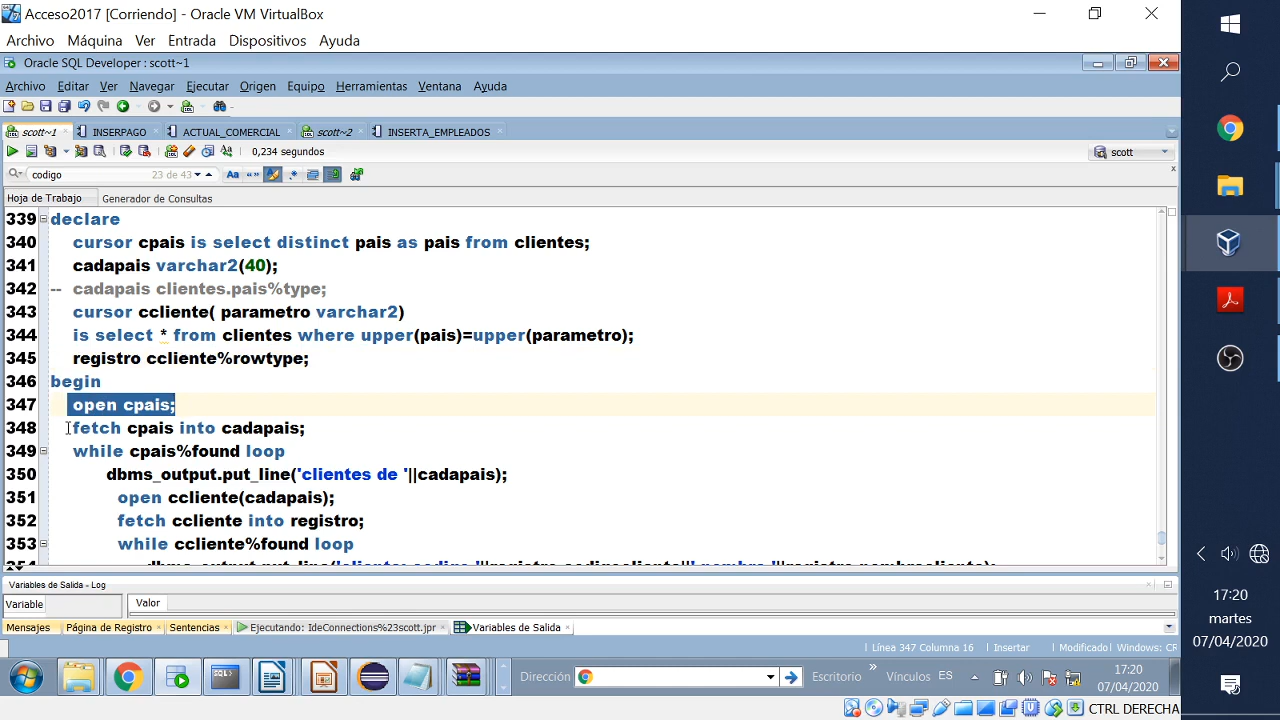 Acceso2017 [Corriendo] - Oracle VM VirtualBox
Archivo Máquina Ver Entrada Dispositivos Ayuda
Oracle SQL Developer : scott~1
Archivo Editar Ver Navegar Ejecutar Origen Equipo Herramientas Ventana Ayuda
scott~1 INSERPAGO ACTUAL_COMERCIAL scott~2 INSERTA_EMPLEADOS
0,234 segundos scott
codigo 23 de 43 Aa
Hoja de Trabajo Generador de Consultas
339 declare
340 cursor cpais is select distinct pais as pais from clientes;
341 cadapais varchar2(40);
342 -- cadapais clientes.pais%type;
343 cursor ccliente( parametro varchar2)
344 is select * from clientes where upper(pais)=upper(parametro);
345 registro ccliente%rowtype;
346 begin
347 open cpais;
348 fetch cpais into cadapais;
349 while cpais%found loop
350 dbms_output.put_line('clientes de '||cadapais);
351 open ccliente(cadapais);
352 fetch ccliente into registro;
353 while ccliente%found loop
Variables de Salida - Log
Variable Valor
Mensajes Página de Registro Sentencias Ejecutando: IdeConnections%23scott.jpr Variables de Salida
Línea 347 Columna 16 Insertar Modificado Windows: CR
Dirección Escritorio » Vínculos ES 17:20
07/04/2020
CTRL DERECHA
17:20
martes
07/04/2020